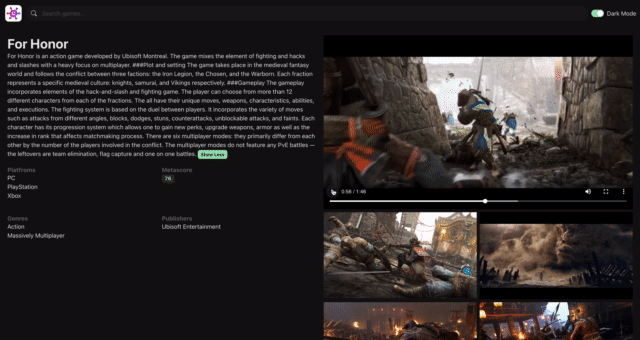 Search games...
Dark Mode
For Honor
For Honor is an action game developed by Ubisoft Montreal. The game mixes the element of fighting and hacks
and slashes with a heavy focus on multiplayer. ###Plot and setting The game take place in the medieval fantasy
world and follows the conflict between three factions: the Iron Legion, the Chosen, and the Warborn. Each fraction
represents a specific medieval culture: knights, samurai, and Vikings respectively. ###Gameplay The gameplay
incorporates elements of the hack-and-slash and fighting game. The player can choose from more than 12
different characters from each of the fractions. The all have their unique moves, weapons, characteristics, abilities,
and executions. The fighting system is based on the duel between players. It incorporates the variety of moves
such as attacks from different angles, blocks, dodges, stuns, counterattacks, unblockable attacks, and faints. Each
character has its progression system which allows one to gain new perks, upgrade weapons, armor as well as the
increase in rank that affects matchmaking process. There are six multiplayer modes: they primarily differ from each
other by the number of the players involved in the conflict. The multiplayer modes do not feature any PvE battles —
the leftovers are team elimination, flag capture and one on one battles. Show Less
Platfroms
PC
PlayStation
Xbox
Metascore
76
Genres
Action
Massively Multiplayer
Publishers
Ubisoft Entertainment
0:56 / 1:46